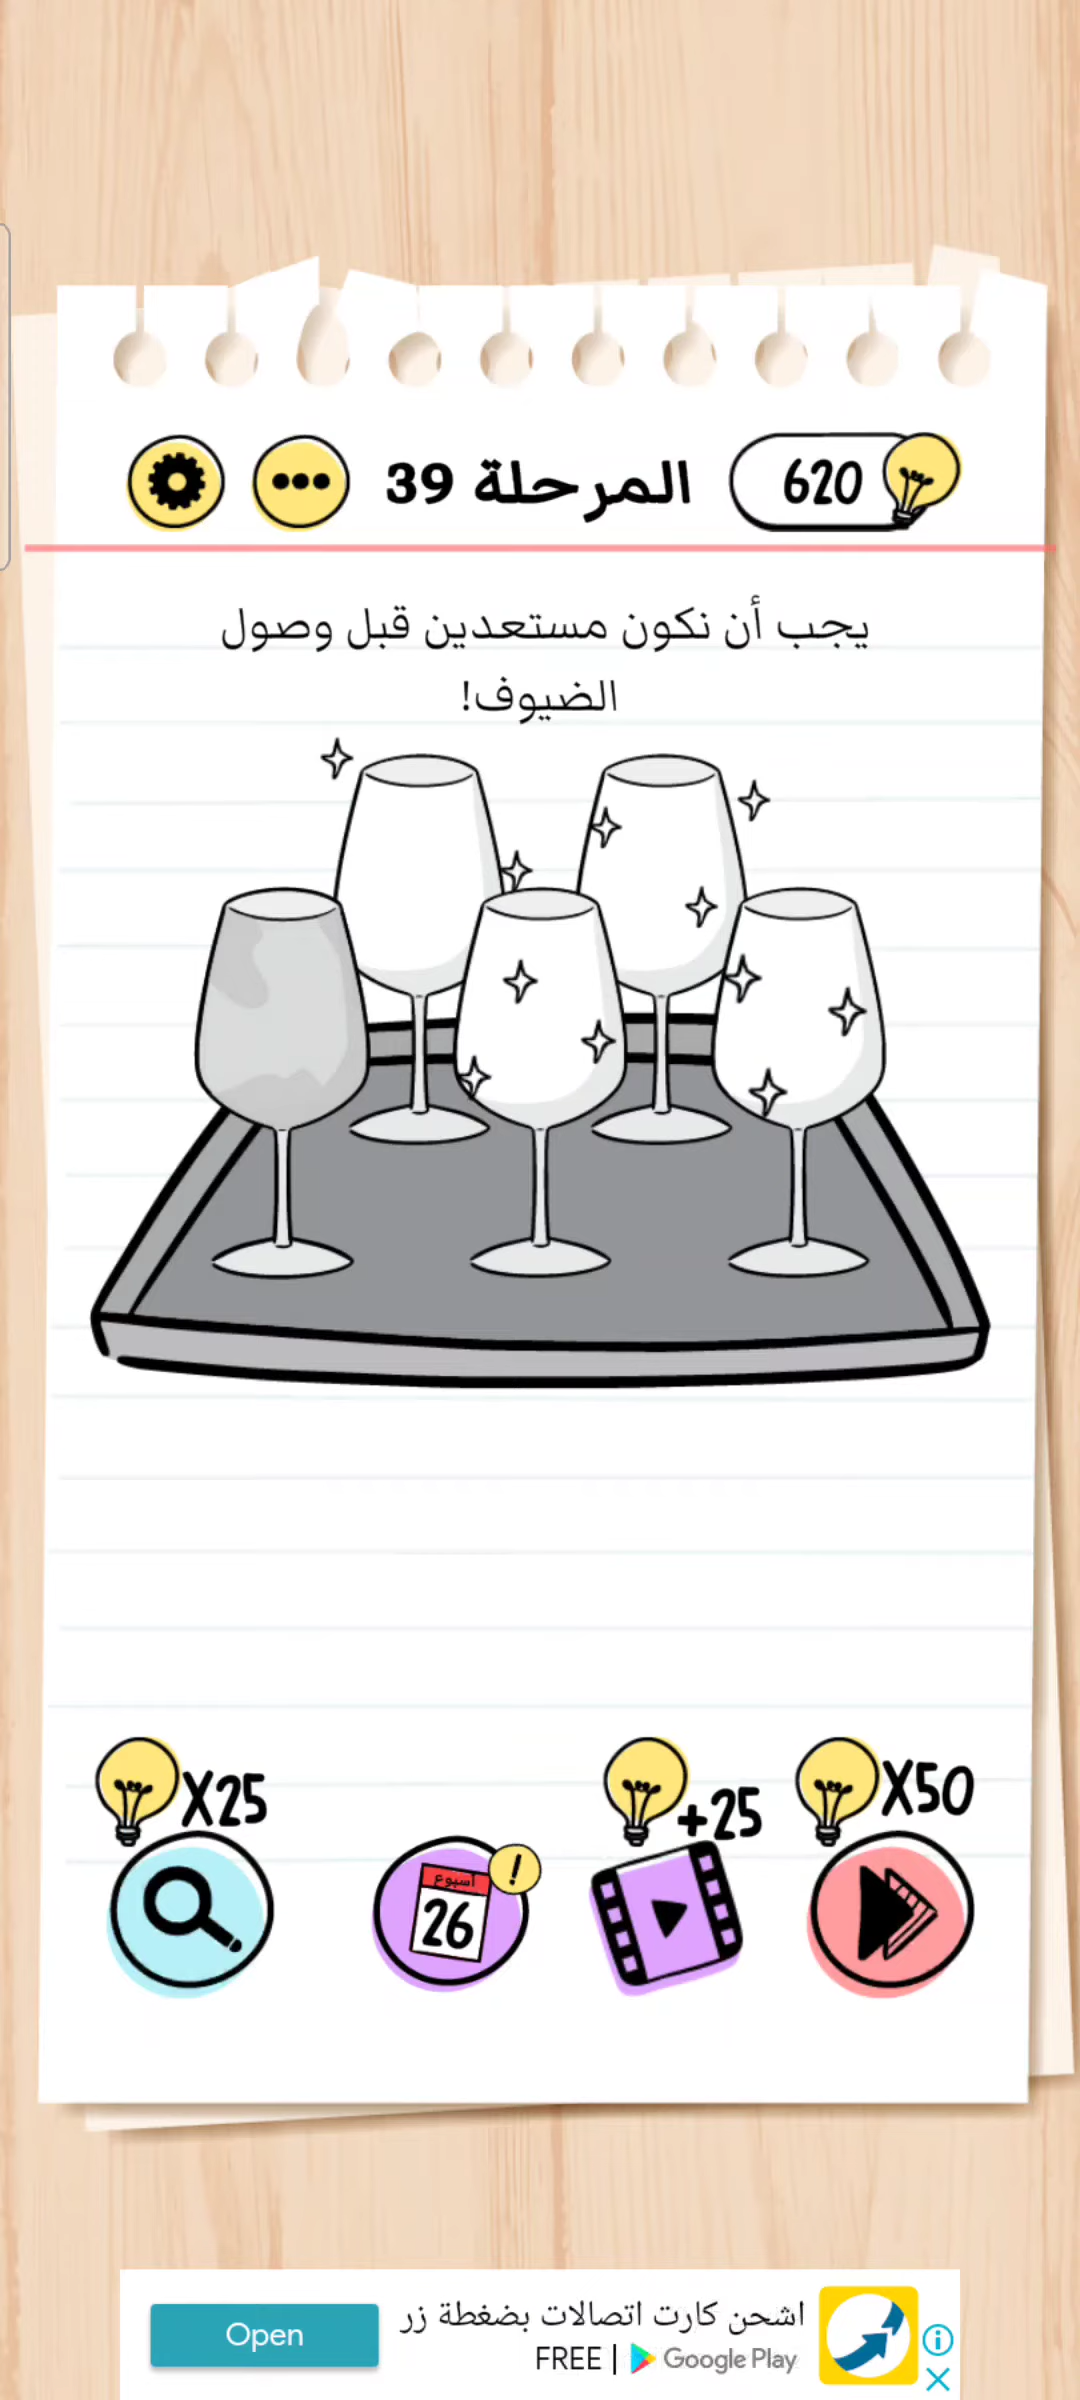 المرحلة 39
620
يجب أن نكون مستعدين قبل وصول
الضيوف!
X25
+25
X50
أسبوع
26
!
اشحن كارت اتصالات بضغطة زر
FREE | Google Play
Open